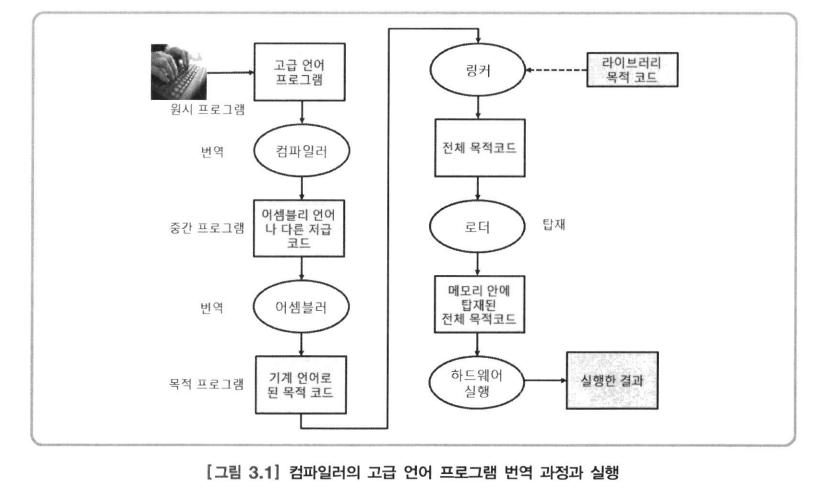 고급 언어
프로그램
원시 프로그램
번역
컴파일러
중간 프로그램
어셈블리 언어
나 다른 저급
코드
번역
어셈블러
목적 프로그램
기계 언어로
된 목적 코드
링커
라이브러리
목적 코드
전체 목적코드
로더
탑재
메모리 안에
탑재된
전체 목적코드
하드웨어
실행
실행한 결과
[그림 3.1] 컴파일러의 고급 언어 프로그램 번역 과정과 실행